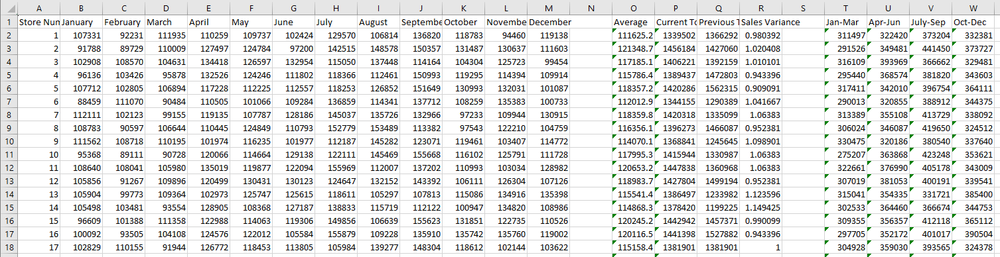 A B C D E F G H I J K L M N O P Q R S T U V W
1 Store Nun January February March April May June July August Septembe October Novembe December Average Current To Previous T Sales Variance Jan-Mar Apr-Jun July-Sep Oct-Dec
2 1 107331 92231 111935 110259 109737 102424 129570 106814 136820 118783 94460 119138 111625.2 1339502 1366292 0.980392 311497 322420 373204 332381
3 2 91788 89729 110009 127497 124784 97200 142515 148578 150357 131487 130637 111603 121348.7 1456184 1427060 1.020408 291526 349481 441450 373727
4 3 102908 108570 104631 134418 126597 132954 115050 137448 114164 104304 125723 99454 117185.1 1406221 1392159 1.010101 316109 393969 366662 329481
5 4 96136 103426 95878 132526 124246 111802 118366 112461 150993 119295 114394 109914 115786.4 1389437 1472803 0.943396 295440 368574 381820 343603
6 5 107712 102805 106894 117228 112225 112557 118253 126852 151649 130993 132031 101087 118357.2 1420286 1562315 0.909091 317411 342010 396754 364111
7 6 88459 111070 90484 110505 101066 109284 136859 114341 137712 108259 135383 100733 112012.9 1344155 1290389 1.041667 290013 320855 388912 344375
8 7 112111 102123 99155 119135 107787 128186 145037 135726 132966 97233 109944 130915 118359.8 1420318 1335099 1.06383 313389 355108 413729 338092
9 8 108783 90597 106644 110445 124849 110793 152779 153489 113382 97543 122210 104759 116356.1 1396273 1466087 0.952381 306024 346087 419650 324512
10 9 111562 108718 110195 101974 116235 101977 112187 145282 123071 119461 103407 114772 114070.1 1368841 1245645 1.098901 330475 320186 380540 337640
11 10 95368 89111 90728 120066 114664 129138 122111 145469 155668 116102 125791 111728 117995.3 1415944 1330987 1.06383 275207 363868 423248 353621
12 11 108640 108041 105980 135019 119877 122094 155969 112007 137202 110993 103034 128982 120653.2 1447838 1360968 1.06383 322661 376990 405178 343009
13 12 105856 91267 109896 120499 130431 130123 124647 132152 143392 106111 126304 107126 118983.7 1427804 1499194 0.952381 307019 381053 400191 339541
14 13 105904 99773 109364 102973 125747 125615 118611 105297 107813 115086 134916 135398 115541.4 1386497 1233982 1.123596 315041 354335 331721 385400
15 14 105498 103481 93554 128905 108368 127187 138833 115719 112122 100947 134820 108986 114868.3 1378420 1199225 1.149425 302533 364460 366674 344753
16 15 96609 101388 111358 122988 114063 119306 149856 106639 155623 131851 122735 110526 120245.2 1442942 1457371 0.990099 309355 356357 412118 365112
17 16 100092 93505 104108 124576 122012 105584 155879 109228 135910 135742 135760 119002 120116.5 1441398 1527882 0.943396 297705 352172 401017 390504
18 17 102829 110155 91944 126772 118453 113805 105984 139277 148304 118612 102144 103622 115158.4 1381901 1381901 1 304928 359030 393565 324378